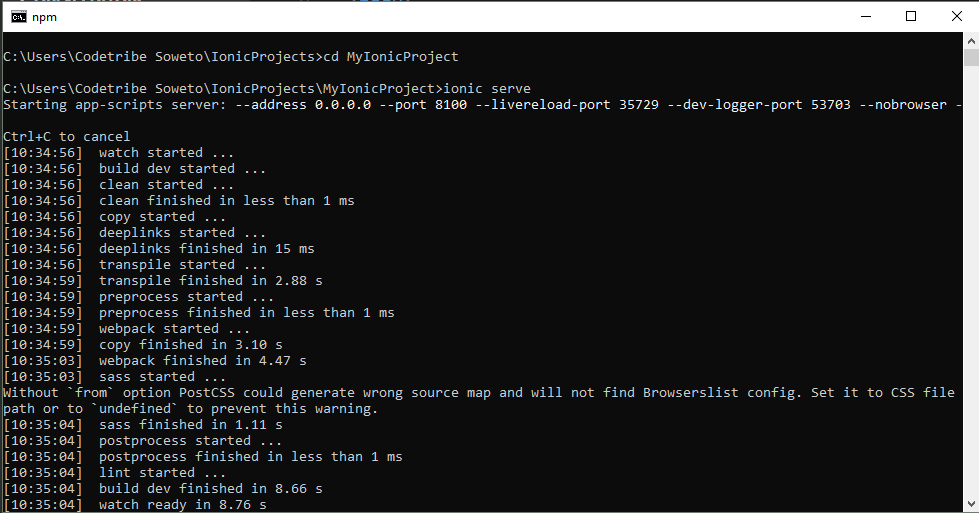 npm
C:\Users\Codetribe Soweto\IonicProjects>cd MyIonicProject
C:\Users\Codetribe Soweto\IonicProjects\MyIonicProject>ionic serve
Starting app-scripts server: --address 0.0.0.0 --port 8100 --livereload-port 35729 --dev-logger-port 53703 --nobrowser -
Ctrl+C to cancel
[10:34:56]  watch started ...
[10:34:56]  build dev started ...
[10:34:56]  clean started ...
[10:34:56]  clean finished in less than 1 ms
[10:34:56]  copy started ...
[10:34:56]  deeplinks started ...
[10:34:56]  deeplinks finished in 15 ms
[10:34:56]  transpile started ...
[10:34:59]  transpile finished in 2.88 s
[10:34:59]  preprocess started ...
[10:34:59]  preprocess finished in less than 1 ms
[10:34:59]  webpack started ...
[10:34:59]  copy finished in 3.10 s
[10:35:03]  webpack finished in 4.47 s
[10:35:03]  sass started ...
Without `from` option PostCSS could generate wrong source map and will not find Browserslist config. Set it to CSS file
path or to `undefined` to prevent this warning.
[10:35:04]  sass finished in 1.11 s
[10:35:04]  postprocess started ...
[10:35:04]  postprocess finished in less than 1 ms
[10:35:04]  lint started ...
[10:35:04]  build dev finished in 8.66 s
[10:35:04]  watch ready in 8.76 s